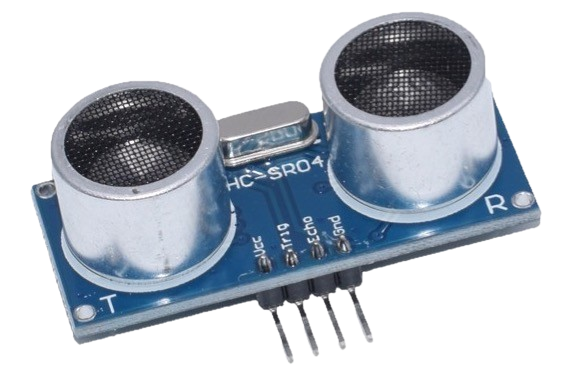 HC-SR04
Vcc
Trig
Echo
Gnd
T
R